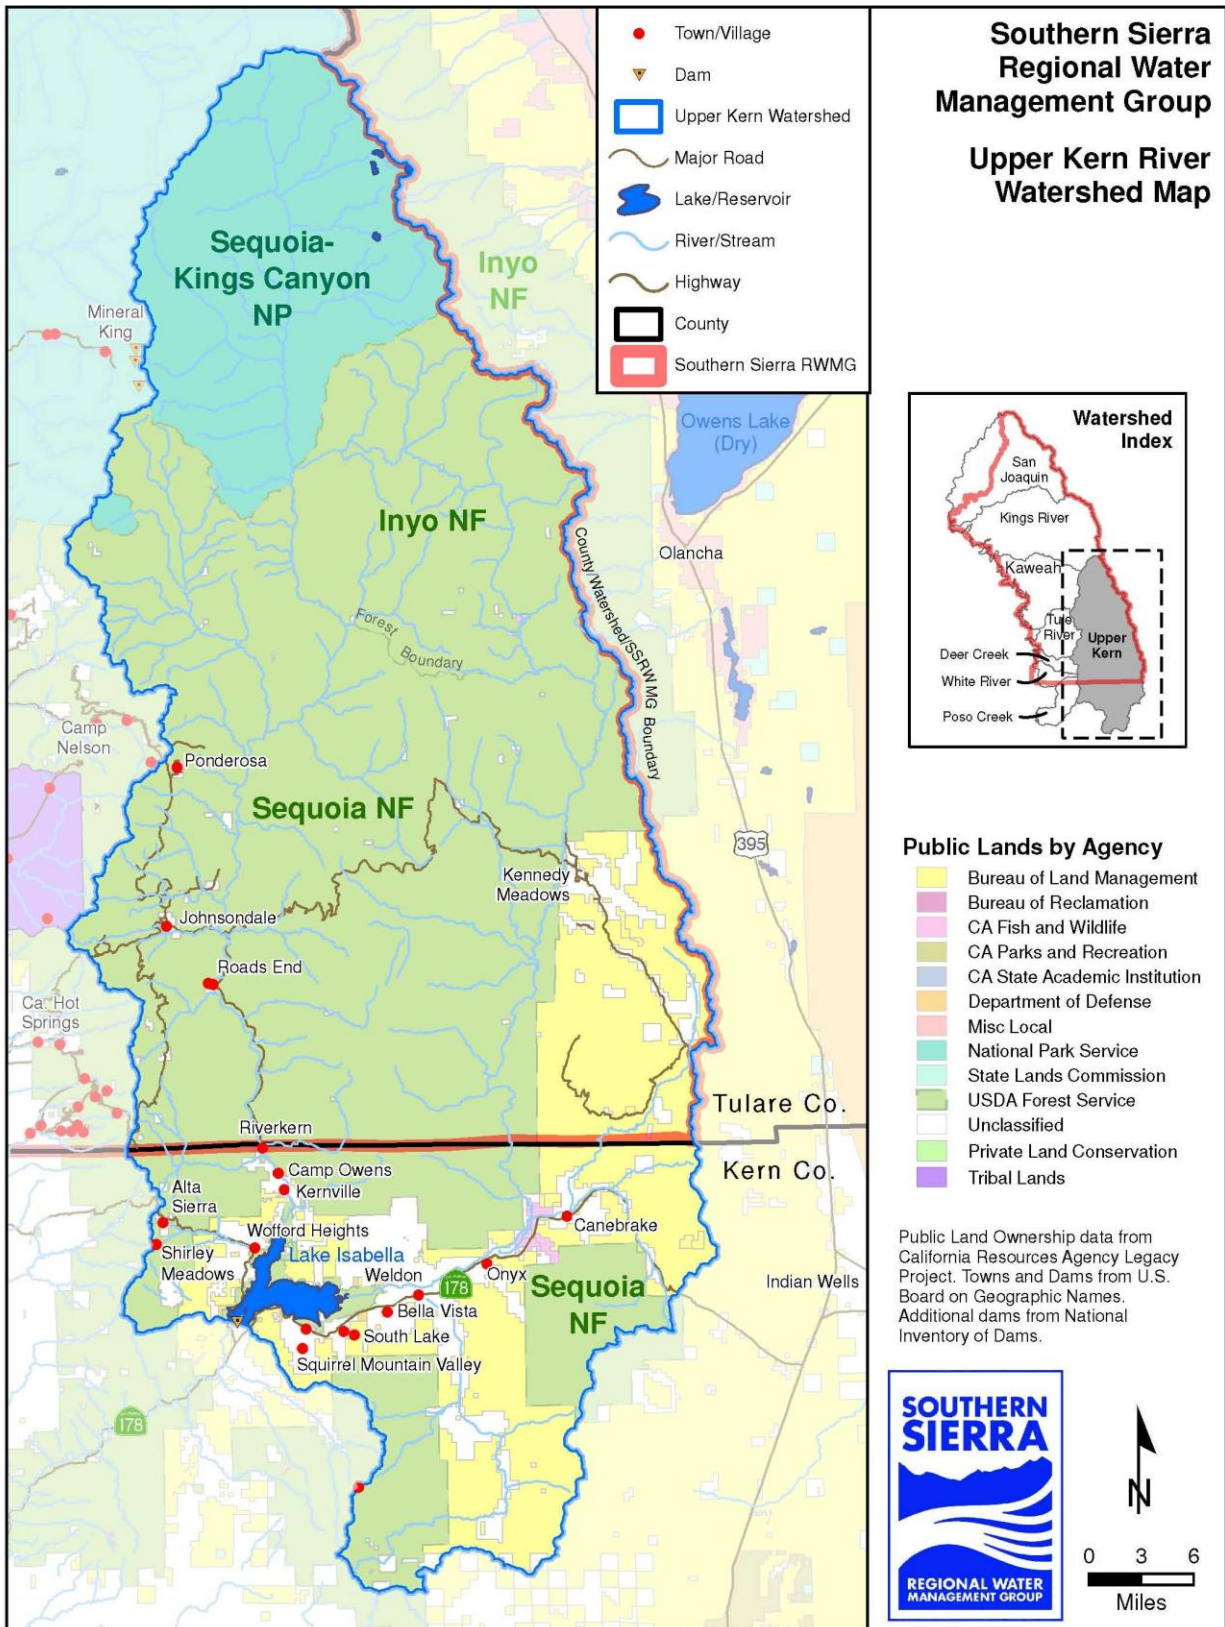 Southern Sierra
Regional Water
Management Group
Upper Kern River
Watershed Map
Town/Village
Dam
Upper Kern Watershed
Major Road
Lake/Reservoir
River/Stream
Highway
County
Southern Sierra RWMG
Sequoia-
Kings Canyon
NP
Inyo
NF
Mineral
King
Owens Lake
(Dry)
Inyo NF
Olancha
County/Watershed/SSRWMG Boundary
Forest
Boundary
Camp
Nelson
Ponderosa
Sequoia NF
395
Kennedy
Meadows
Johnsondale
Roads End
Ca. Hot
Springs
Tulare Co.
Riverkern
Kern Co.
Camp Owens
Kernville
Alta
Sierra
Canebrake
Wofford Heights
Shirley
Meadows
Lake Isabella
Weldon
Onyx
178
Indian Wells
Sequoia
NF
Bella Vista
South Lake
Squirrel Mountain Valley
178
Watershed
Index
San
Joaquin
Kings River
Kaweah
Tule
River
Upper
Kern
Deer Creek
White River
Poso Creek
Public Lands by Agency
Bureau of Land Management
Bureau of Reclamation
CA Fish and Wildlife
CA Parks and Recreation
CA State Academic Institution
Department of Defense
Misc Local
National Park Service
State Lands Commission
USDA Forest Service
Unclassified
Private Land Conservation
Tribal Lands
Public Land Ownership data from
California Resources Agency Legacy
Project. Towns and Dams from U.S.
Board on Geographic Names.
Additional dams from National
Inventory of Dams.
SOUTHERN
SIERRA
REGIONAL WATER
MANAGEMENT GROUP
N
0 3 6
Miles